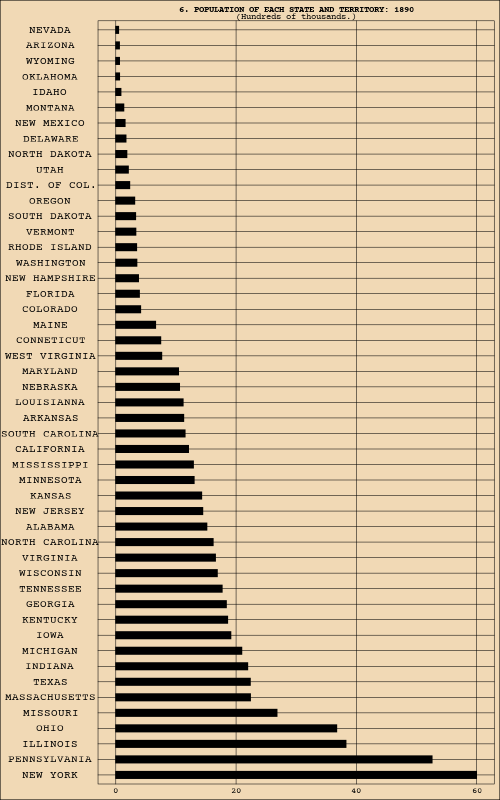 6. POPULATION OF EACH STATE AND TERRITORY: 1890
(Hundreds of thousands.)
NEVADA
ARIZONA
WYOMING
OKLAHOMA
IDAHO
MONTANA
NEW MEXICO
DELAWARE
NORTH DAKOTA
UTAH
DIST. OF COL.
OREGON
SOUTH DAKOTA
VERMONT
RHODE ISLAND
WASHINGTON
NEW HAMPSHIRE
FLORIDA
COLORADO
MAINE
CONNETICUT
WEST VIRGINIA
MARYLAND
NEBRASKA
LOUISIANNA
ARKANSAS
SOUTH CAROLINA
CALIFORNIA
MISSISSIPPI
MINNESOTA
KANSAS
NEW JERSEY
ALABAMA
NORTH CAROLINA
VIRGINIA
WISCONSIN
TENNESSEE
GEORGIA
KENTUCKY
IOWA
MICHIGAN
INDIANA
TEXAS
MASSACHUSETTS
MISSOURI
OHIO
ILLINOIS
PENNSYLVANIA
NEW YORK
0 20 40 60